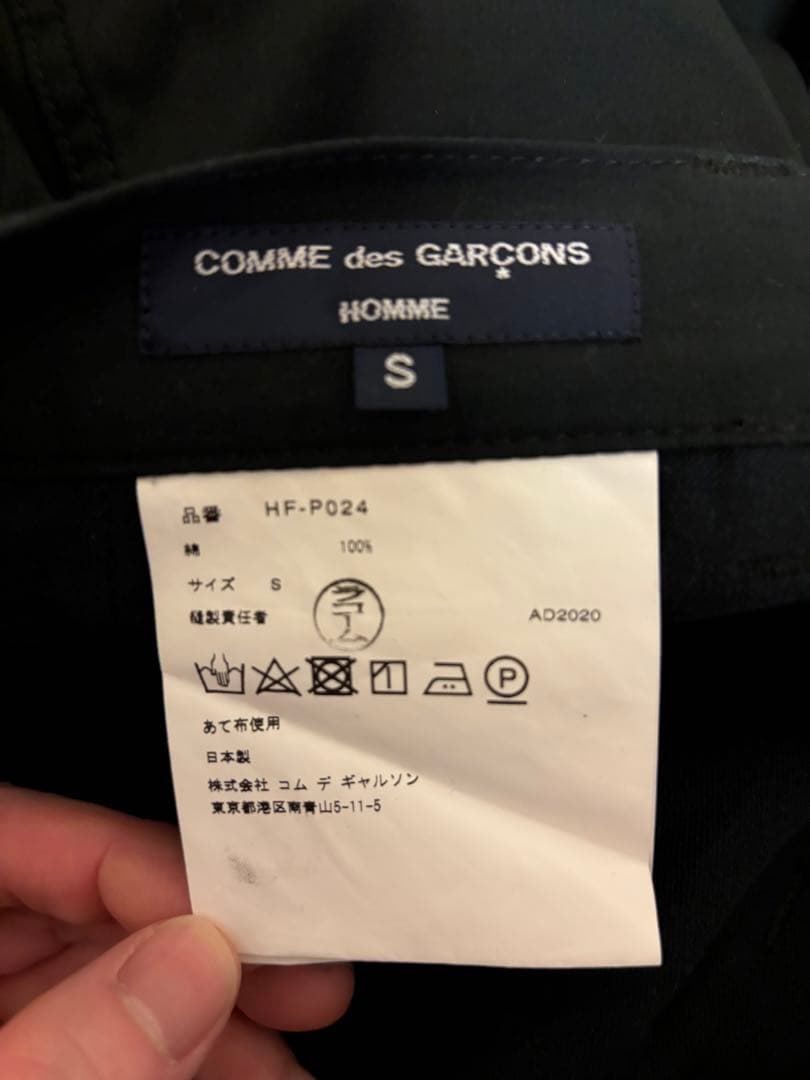 COMME des GARÇONS
HOMME
S
品番 HF-P024
綿 100%
サイズ S
縫製責任者 AD2020
P
あて布使用
日本製
株式会社 コム デ ギャルソン
東京都港区南青山5-11-5